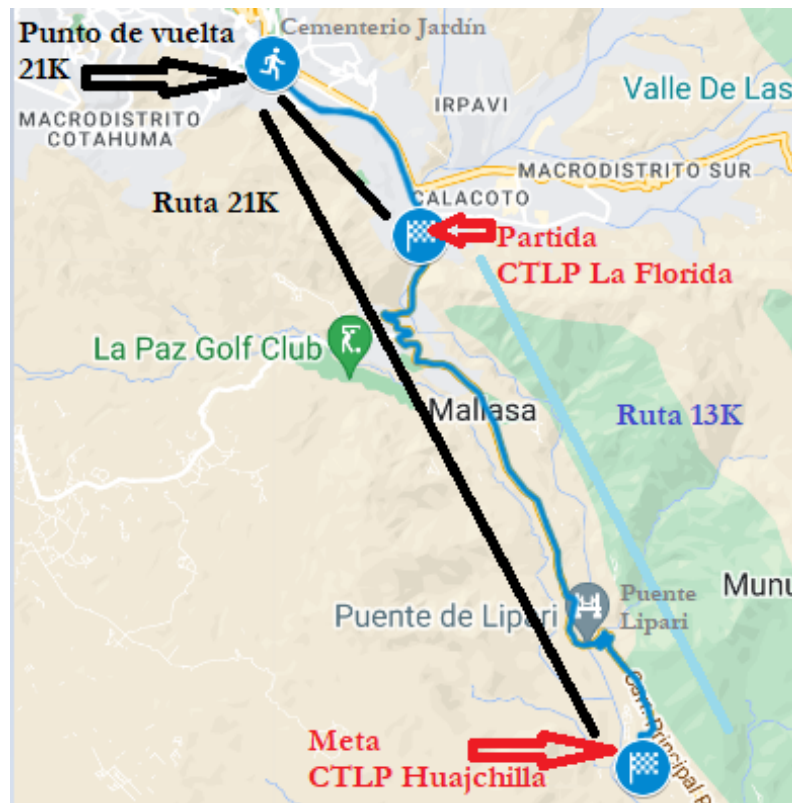 Punto de vuelta
21K
Cementerio Jardín
MACRODISTRITO
COTAHUMA
IRPAVI
Valle De Las
MACRODISTRITO SUR
Ruta 21K
CALACOTO
Partida
CTLP La Florida
La Paz Golf Club
Mallasa
Ruta 13K
Puente de Lipari
Puente
Lipari
Meta
CTLP Huajchilla